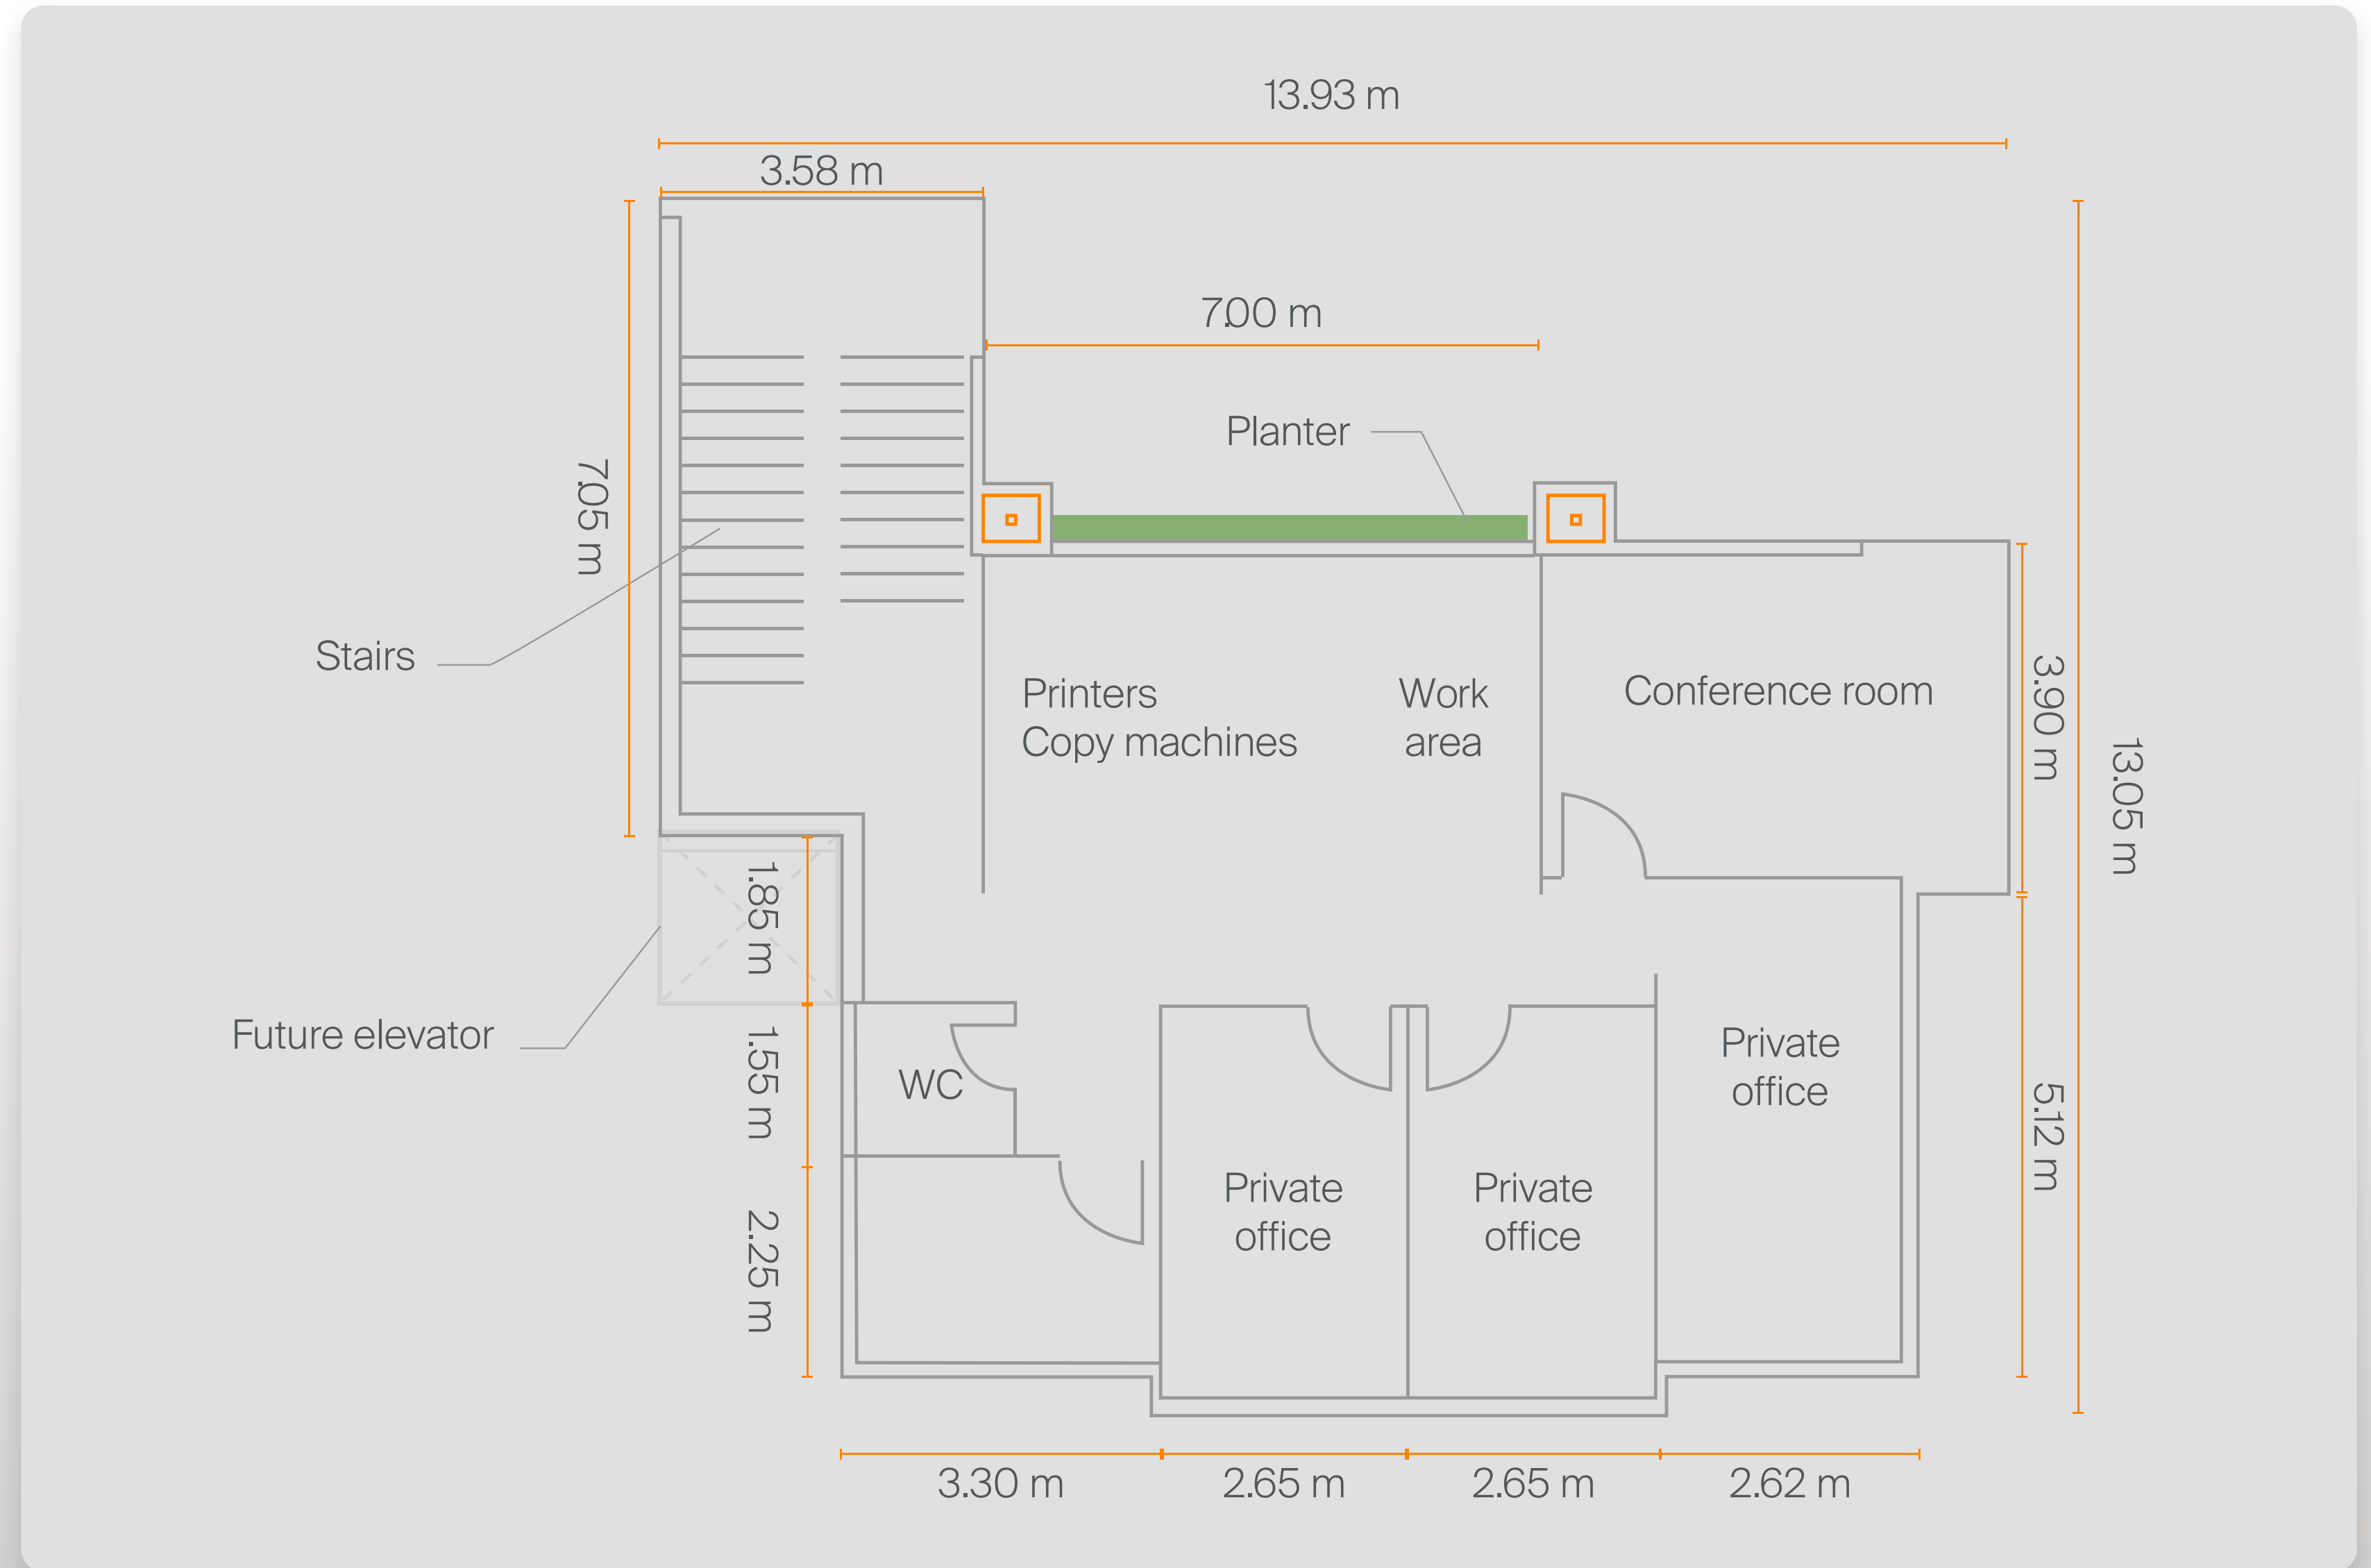 13.93 m
3.58 m
7.00 m
Planter
7.05 m
Stairs
Printers
Copy machines
Work
area
Conference room
3.90 m
13.05 m
1.85 m
Future elevator
WC
1.55 m
Private
office
5.12 m
Private
office
Private
office
2.25 m
3.30 m
2.65 m
2.65 m
2.62 m